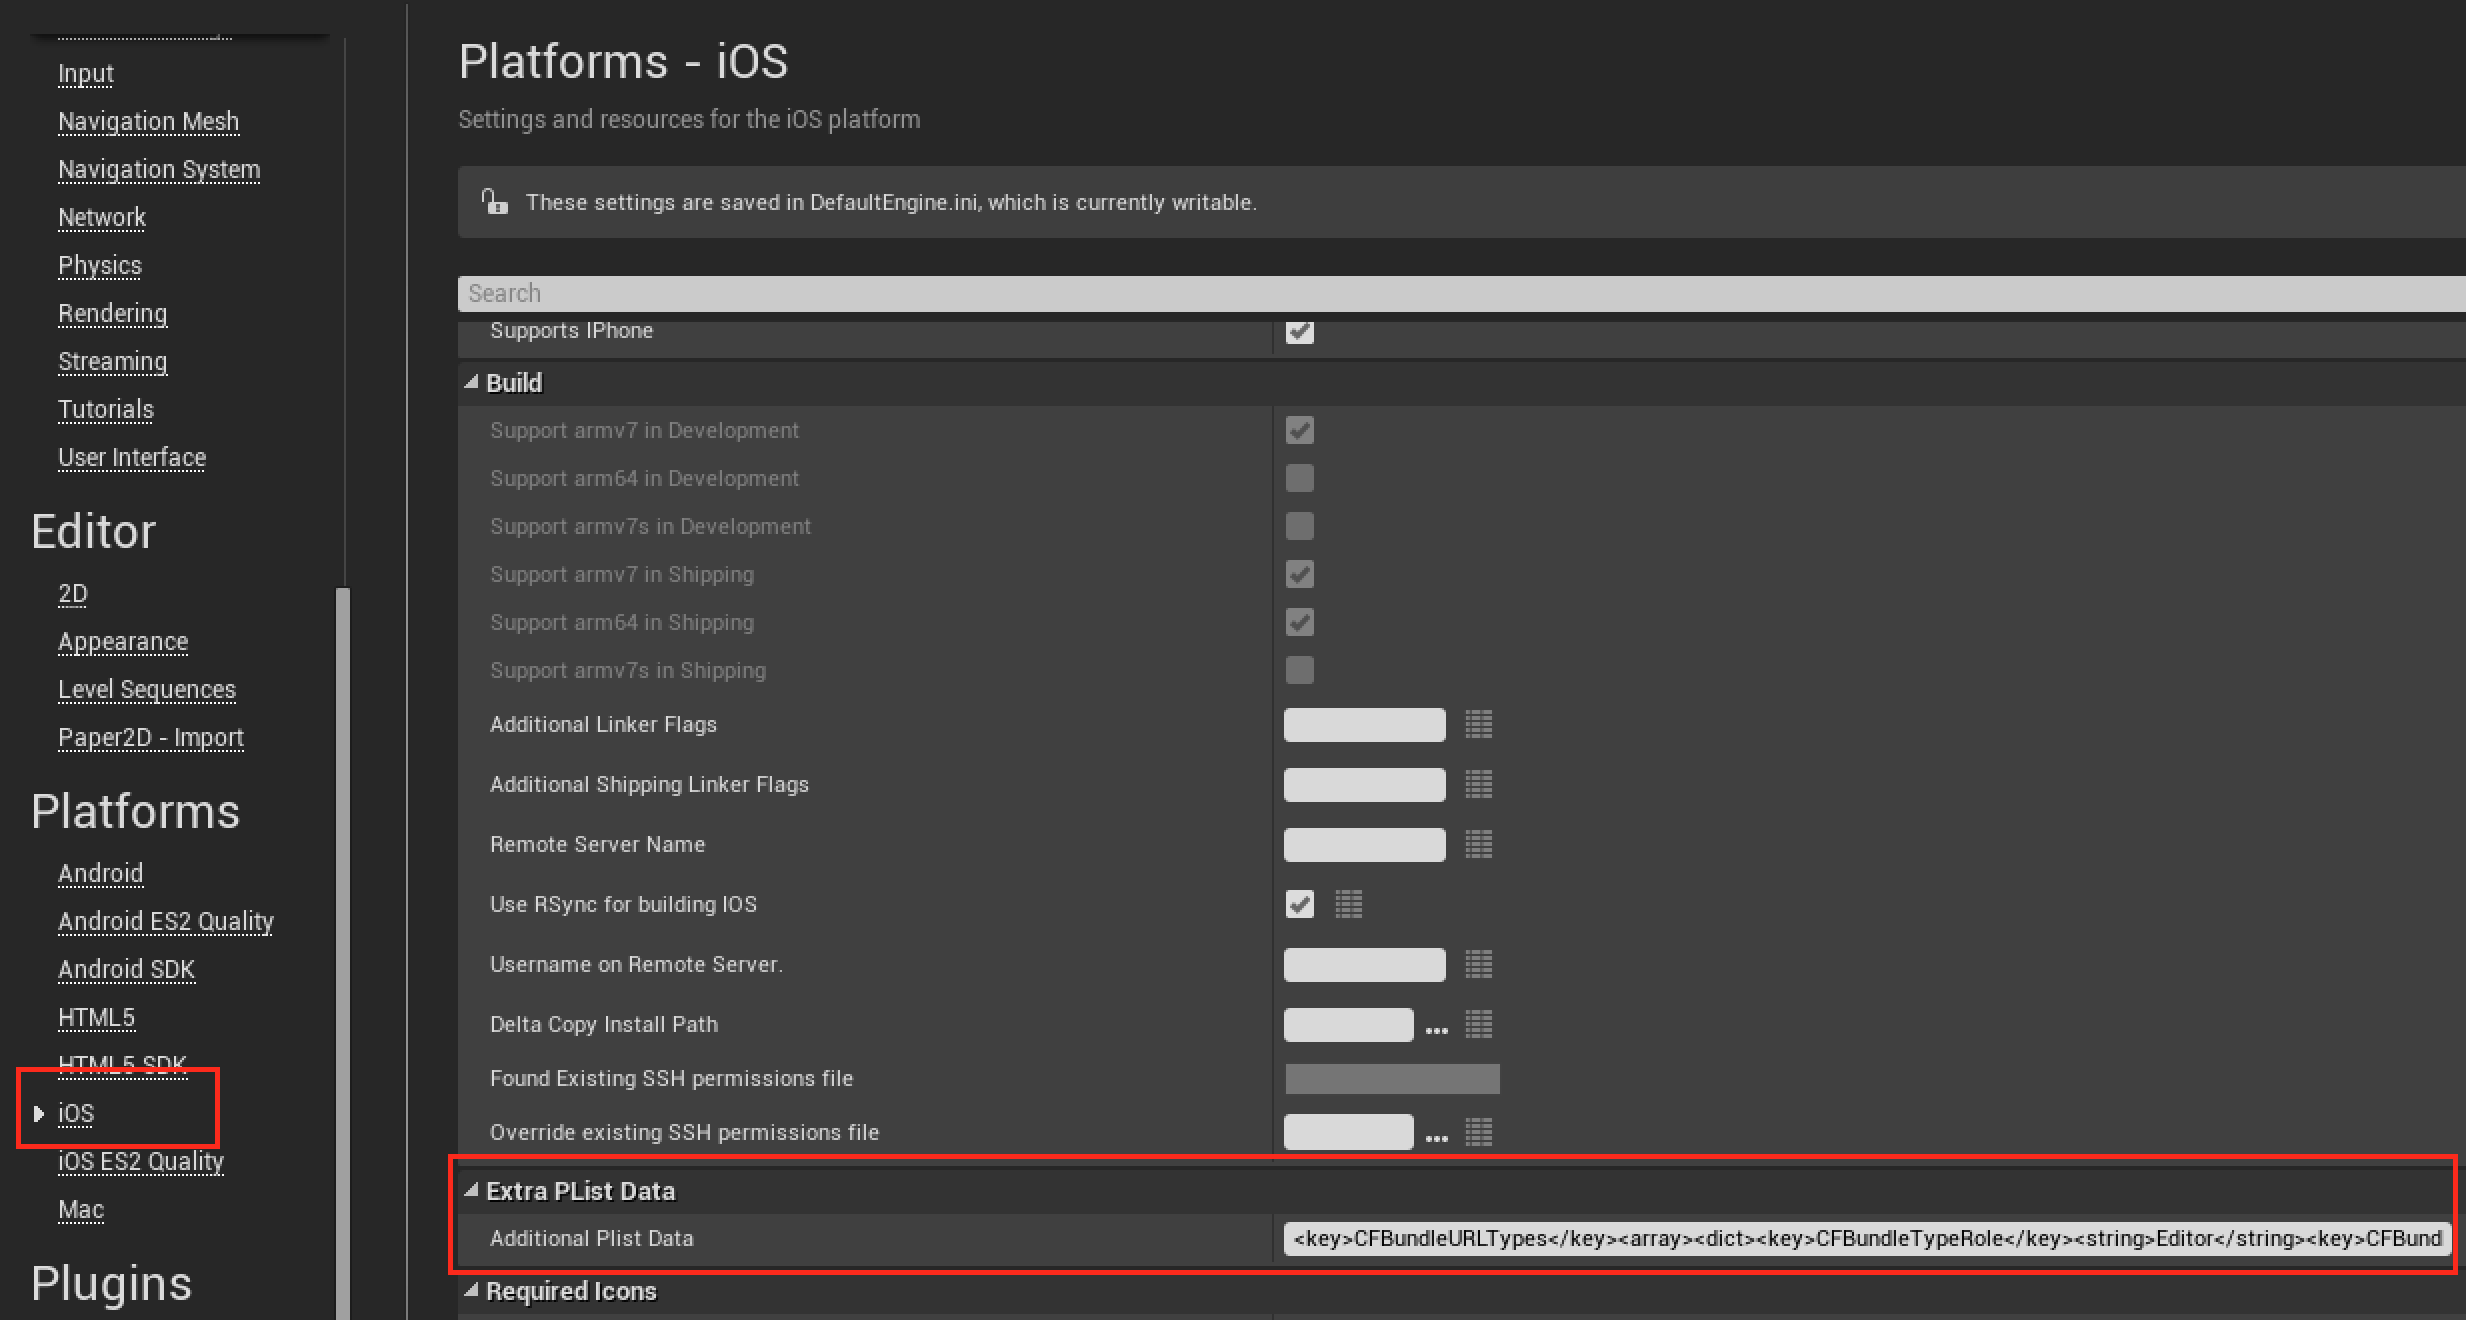 Input
Navigation Mesh
Navigation System
Network
Physics
Rendering
Streaming
Tutorials
User Interface
Editor
2D
Appearance
Level Sequences
Paper2D - Import
Platforms
Android
Android ES2 Quality
Android SDK
HTML5
HTML5 SDK
iOS
iOS ES2 Quality
Mac
Plugins
Platforms - iOS
Settings and resources for the iOS platform
These settings are saved in DefaultEngine.ini, which is currently writable.
Search
Supports IPhone
Build
Support armv7 in Development
Support arm64 in Development
Support armv7s in Development
Support armv7 in Shipping
Support arm64 in Shipping
Support armv7s in Shipping
Additional Linker Flags
Additional Shipping Linker Flags
Remote Server Name
Use RSync for building IOS
Username on Remote Server.
Delta Copy Install Path ...
Found Existing SSH permissions file
Override existing SSH permissions file ...
Extra PList Data
Additional Plist Data <key>CFBundleURLTypes</key><array><dict><key>CFBundleTypeRole</key><string>Editor</string><key>CFBund
Required Icons